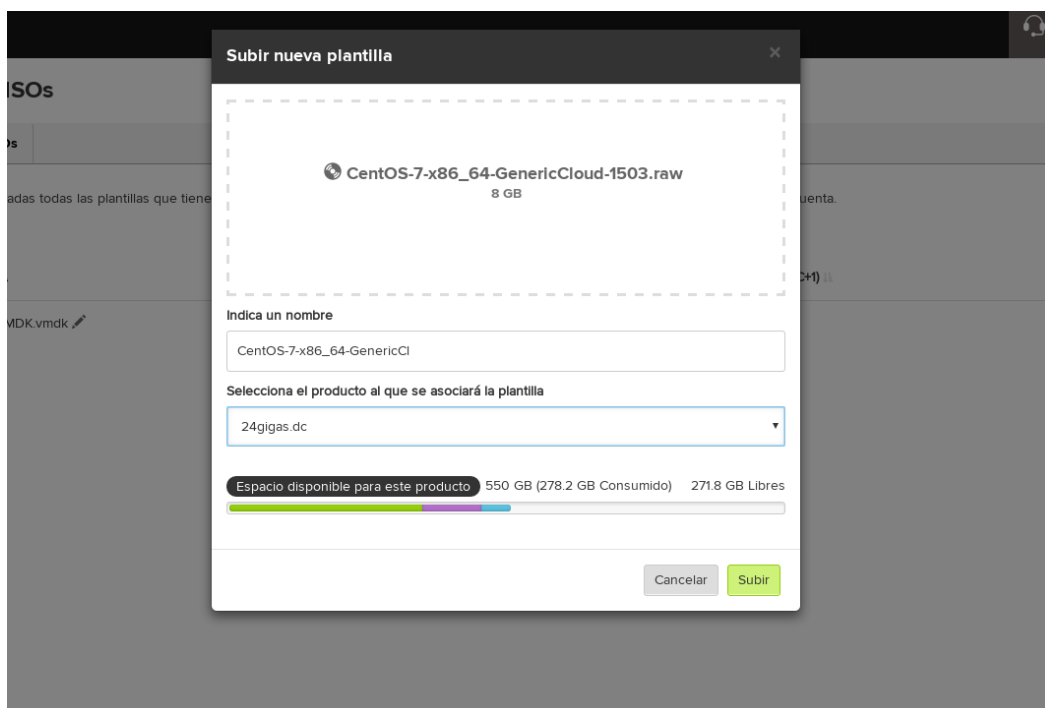 Subir nueva plantilla ×
ISOs
CentOS-7-x86_64-GenericCloud-1503.raw
8 GB
adas todas las plantillas que tiene
uenta.
C+1)
Indica un nombre
MDK.vmdk
CentOS-7-x86_64-GenericCl
Selecciona el producto al que se asociará la plantilla
24gigas.dc
Espacio disponible para este producto 550 GB (278.2 GB Consumido) 271.8 GB Libres
Cancelar Subir